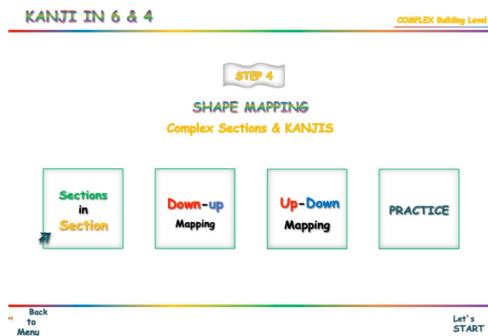 KANJI IN 6 & 4
COMPLEX Building Level
STEP 4
SHAPE MAPPING
Complex Sections & KANJIS
Sections
in
Section
Down-up
Mapping
Up-Down
Mapping
PRACTICE
Back
to
Menu
Let`s
START